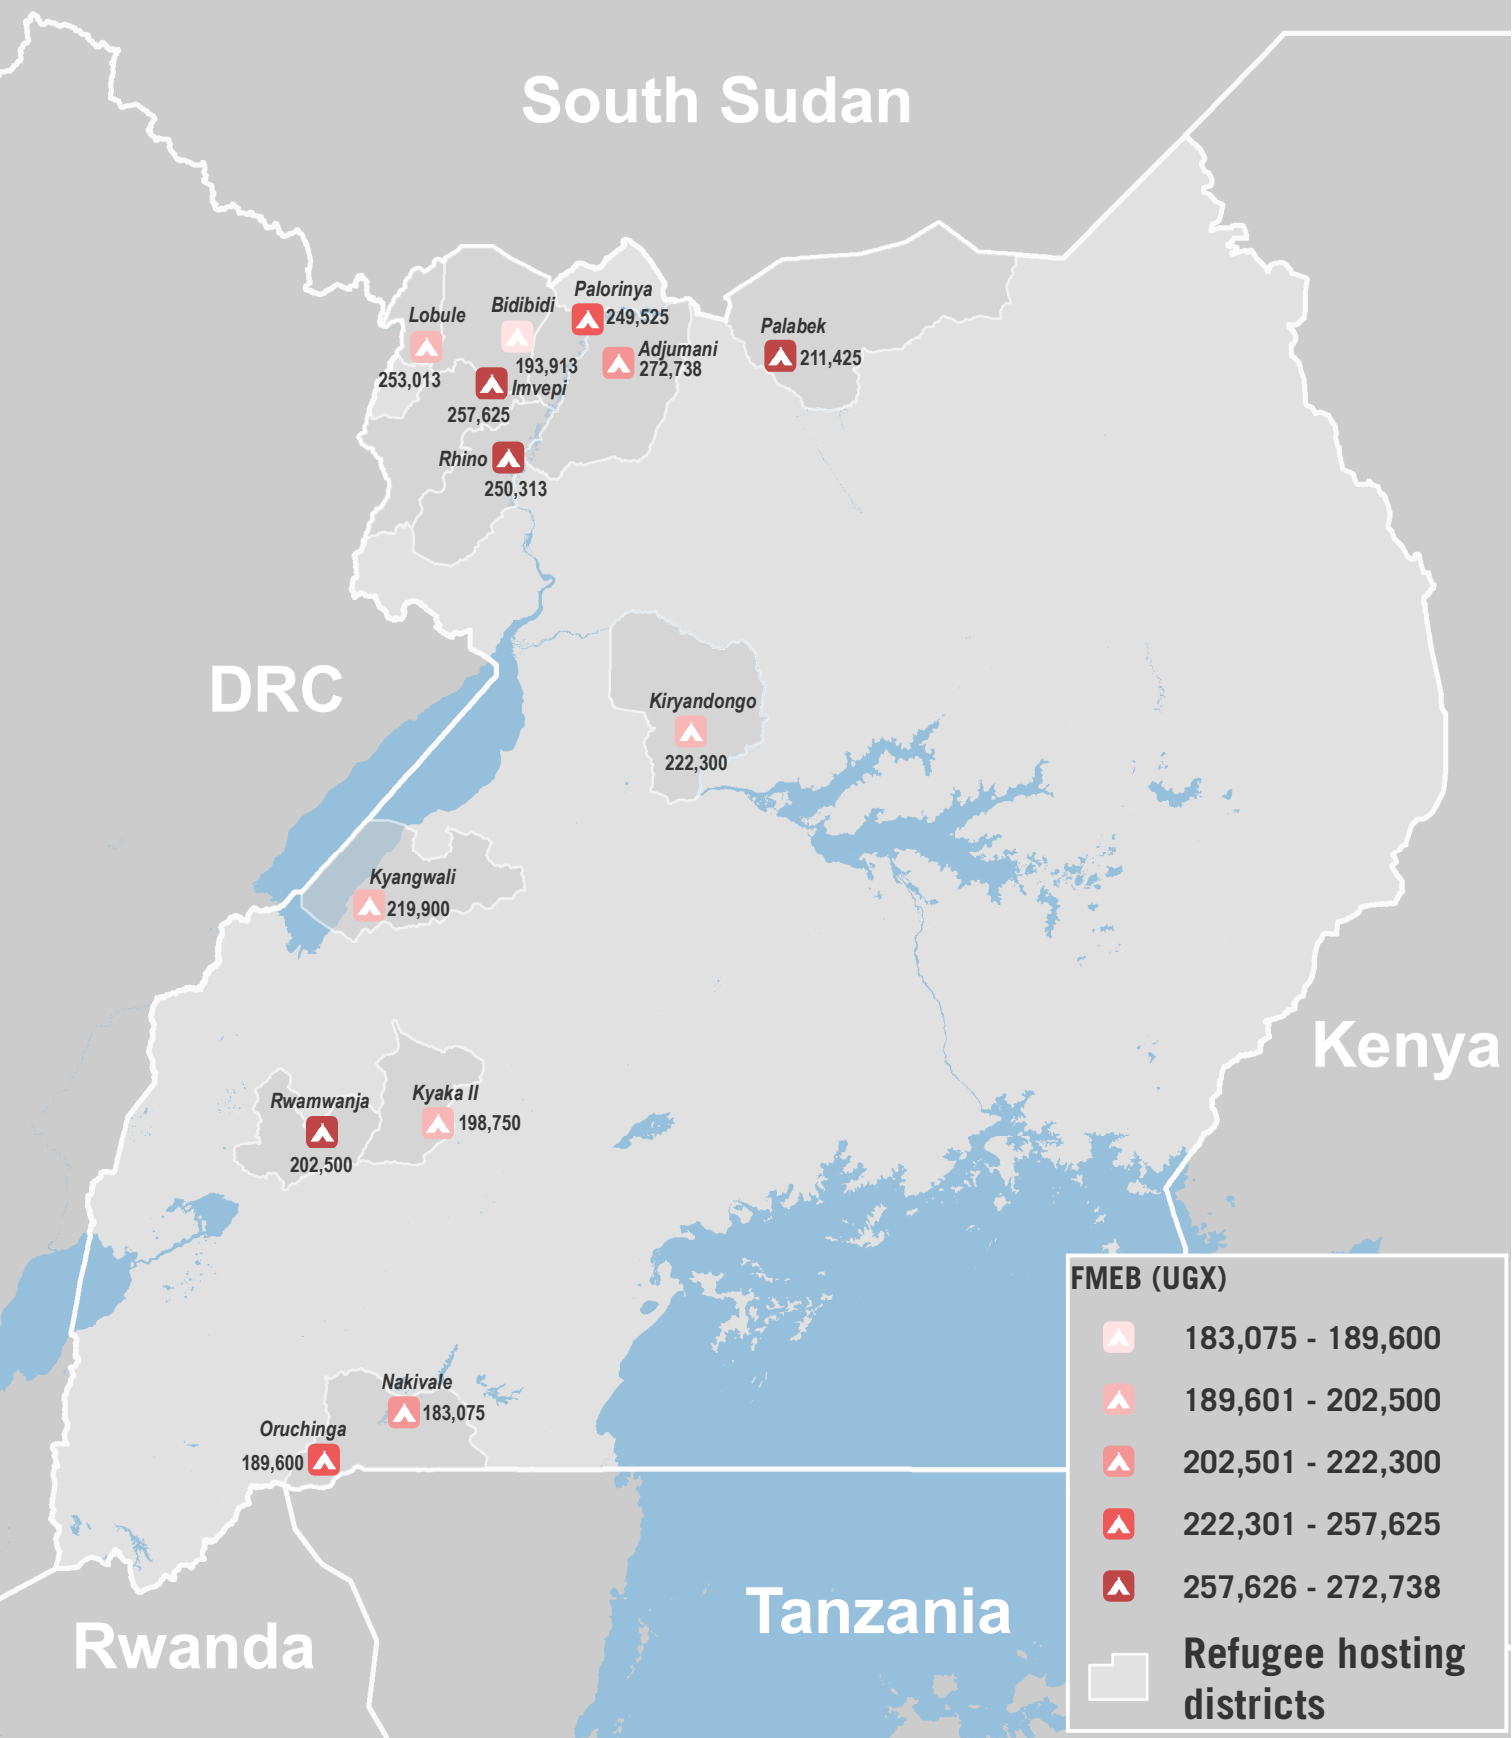 South Sudan
Palorinya
249,525
Bidibidi
193,913
Lobule
253,013
Palabek
211,425
Adjumani
272,738
Imvepi
257,625
Rhino
250,313
DRC
Kiryandongo
222,300
Kyangwali
219,900
Kenya
Kyaka II
198,750
Rwamwanja
202,500
Nakivale
183,075
Oruchinga
189,600
Tanzania
Rwanda
FMEB (UGX)
183,075 - 189,600
189,601 - 202,500
202,501 - 222,300
222,301 - 257,625
257,626 - 272,738
Refugee hosting
districts